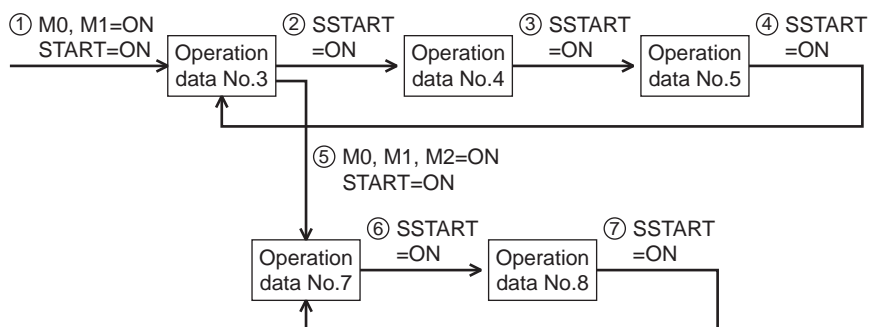 ① M0, M1=ON
START=ON
Operation
data No.3
② SSTART
=ON
Operation
data No.4
③ SSTART
=ON
Operation
data No.5
④ SSTART
=ON
⑤ M0, M1, M2=ON
START=ON
Operation
data No.7
⑥ SSTART
=ON
Operation
data No.8
⑦ SSTART
=ON